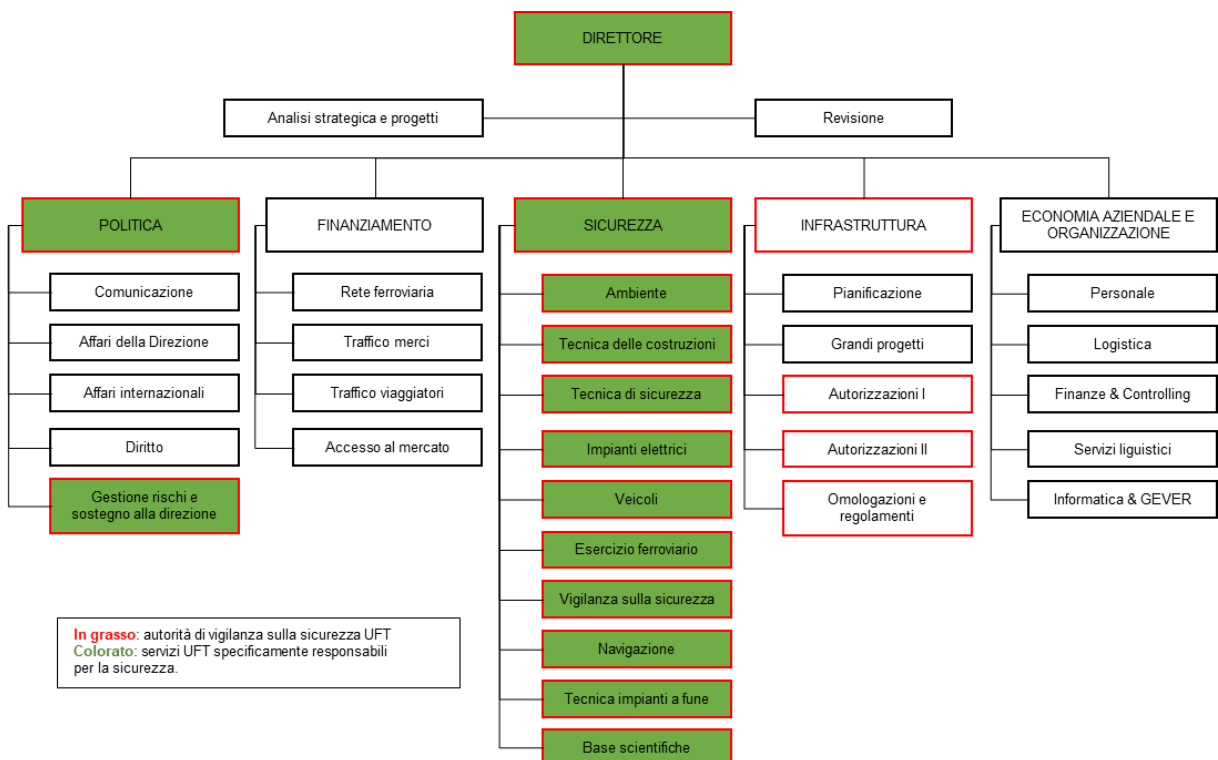 DIRETTORE
Analisi strategica e progetti
Revisione
POLITICA
FINANZIAMENTO
SICUREZZA
INFRASTRUTTURA
ECONOMIA AZIENDALE E
ORGANIZZAZIONE
Comunicazione
Affari della Direzione
Affari internazionali
Diritto
Gestione rischi e
sostegno alla direzione
Rete ferroviaria
Traffico merci
Traffico viaggiatori
Accesso al mercato
Ambiente
Tecnica delle costruzioni
Tecnica di sicurezza
Impianti elettrici
Veicoli
Esercizio ferroviario
Vigilanza sulla sicurezza
Navigazione
Tecnica impianti a fune
Base scientifiche
Pianificazione
Grandi progetti
Autorizzazioni I
Autorizzazioni II
Omologazioni e
regolamenti
Personale
Logistica
Finanze & Controlling
Servizi liguistici
Informatica & GEVER
In grasso: autorità di vigilanza sulla sicurezza UFT
Colorato: servizi UFT specificamente responsabili
per la sicurezza.